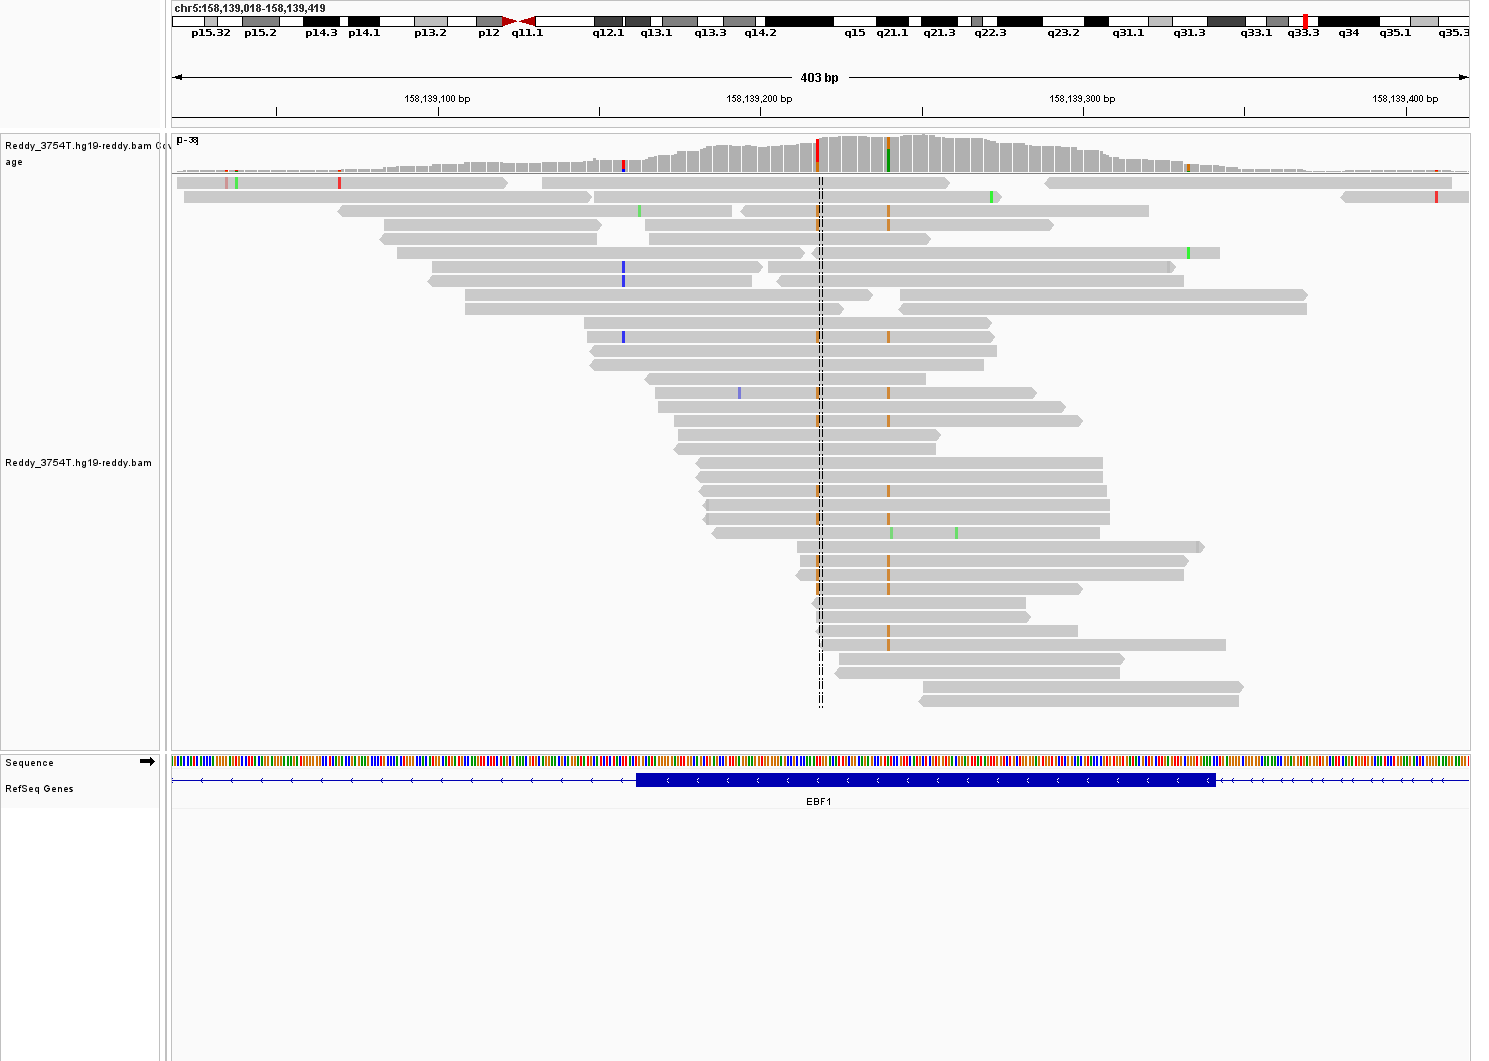 chr5:158,139,018-158,139,419
p15.32 p15.2 p14.3 p14.1 p13.2 p12 q11.1 q12.1 q13.1 q13.3 q14.2 q15 q21.1 q21.3 q22.3 q23.2 q31.1 q31.3 q33.1 q33.3 q34 q35.1 q35.3
403 bp
158,139,100 bp 158,139,200 bp 158,139,300 bp 158,139,400 bp
Reddy_3754T.hg19-reddy.bam Cov
age
[0 - 38]
Reddy_3754T.hg19-reddy.bam
Sequence
RefSeq Genes
EBF1